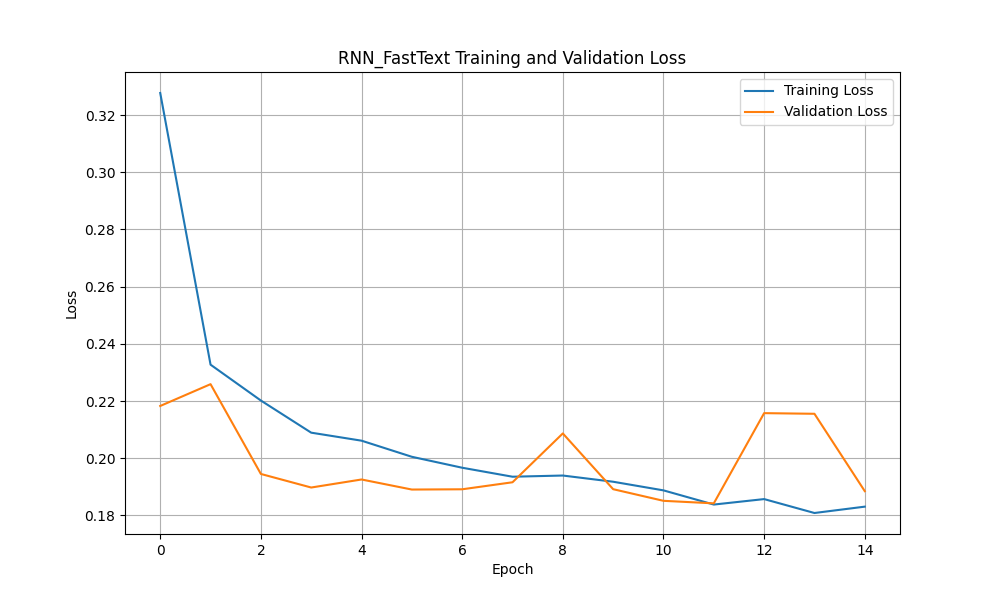 RNN_FastText Training and Validation Loss
Training Loss
Validation Loss
0.32
0.30
0.28
0.26
0.24
0.22
0.20
0.18
Loss
0 2 4 6 8 10 12 14
Epoch